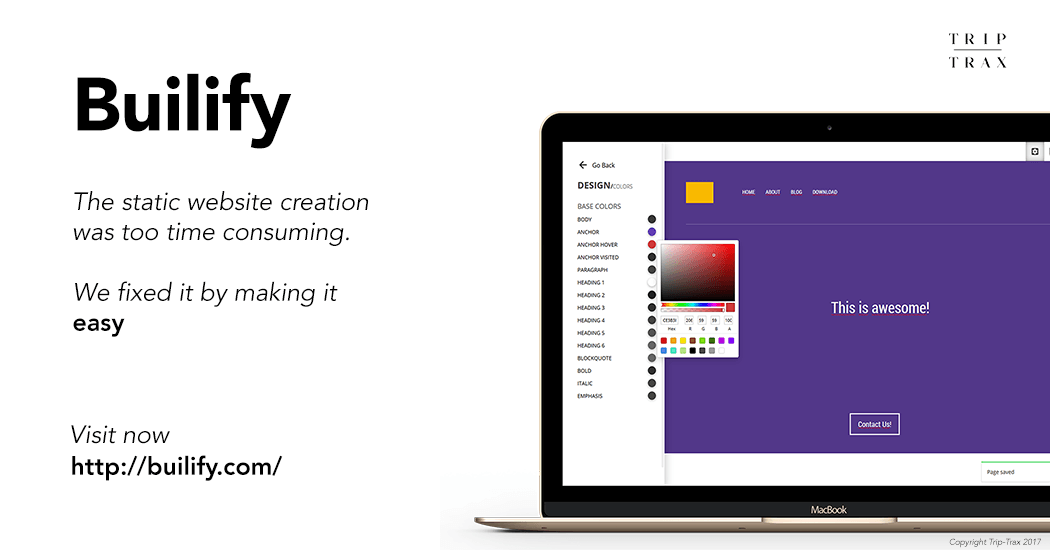 TRIP
TRAX
Builify
The static website creation
was too time consuming.
We fixed it by making it
easy
Visit now
http://builify.com/
Go Back
DESIGN/COLORS
BASE COLORS
BODY
ANCHOR
ANCHOR HOVER
ANCHOR VISITED
PARAGRAPH
HEADING 1
HEADING 2
HEADING 3
HEADING 4
HEADING 5
HEADING 6
BLOCKQUOTE
BOLD
ITALIC
EMPHASIS
HOME ABOUT BLOG DOWNLOAD
59 59 100
Hex R G B A
This is awesome!
Contact Us!
Page saved
MacBook
Copyright Trip-Trax 2017